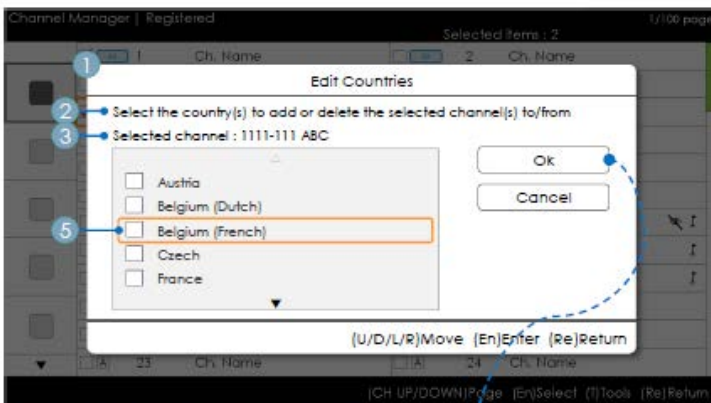 Channel Manager | Registered
1/100 page
Selected items : 2
1 Ch. Name 2 Ch. Name
1
Edit Countries
2 Select the country(s) to add or delete the selected channel(s) to/from
3 Selected channel : 1111-111 ABC
Ok
Austria
Cancel
Belgium (Dutch)
5 Belgium (French)
Czech
France
(U/D/L/R)Move (En)Enter (Re)Return
A 23 Ch. Name A 24 Ch. Name
(CH UP/DOWN)Page (En)Select (T)Tools (Re)Return